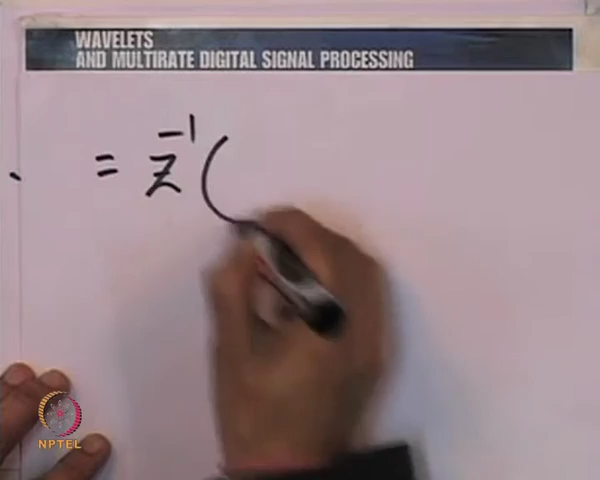 WAVELETS
AND MULTIRATE DIGITAL SIGNAL PROCESSING
= z⁻¹(
NPTEL